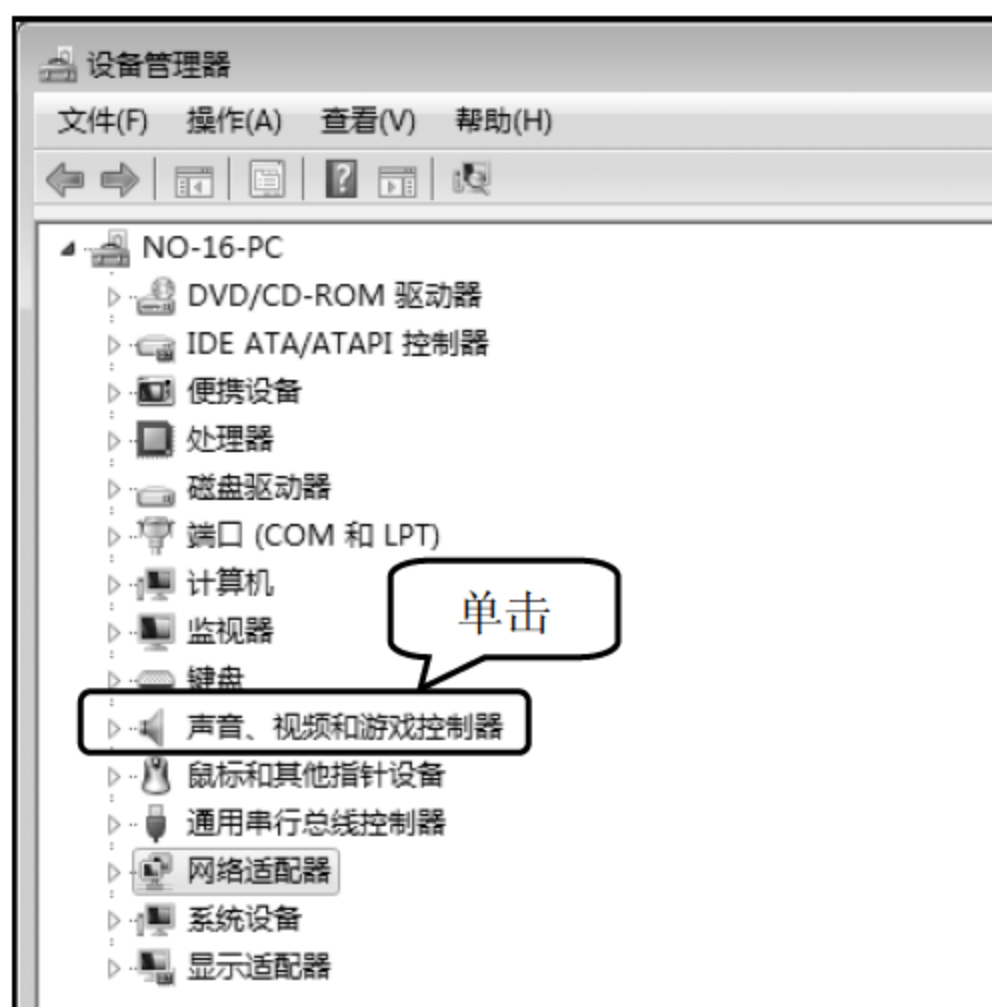 设备管理器
文件(F) 操作(A) 查看(V) 帮助(H)
NO-16-PC
DVD/CD-ROM 驱动器
IDE ATA/ATAPI 控制器
便携设备
处理器
磁盘驱动器
端口 (COM 和 LPT)
计算机
监视器
单击
键盘
声音、视频和游戏控制器
鼠标和其他指针设备
通用串行总线控制器
网络适配器
系统设备
显示适配器